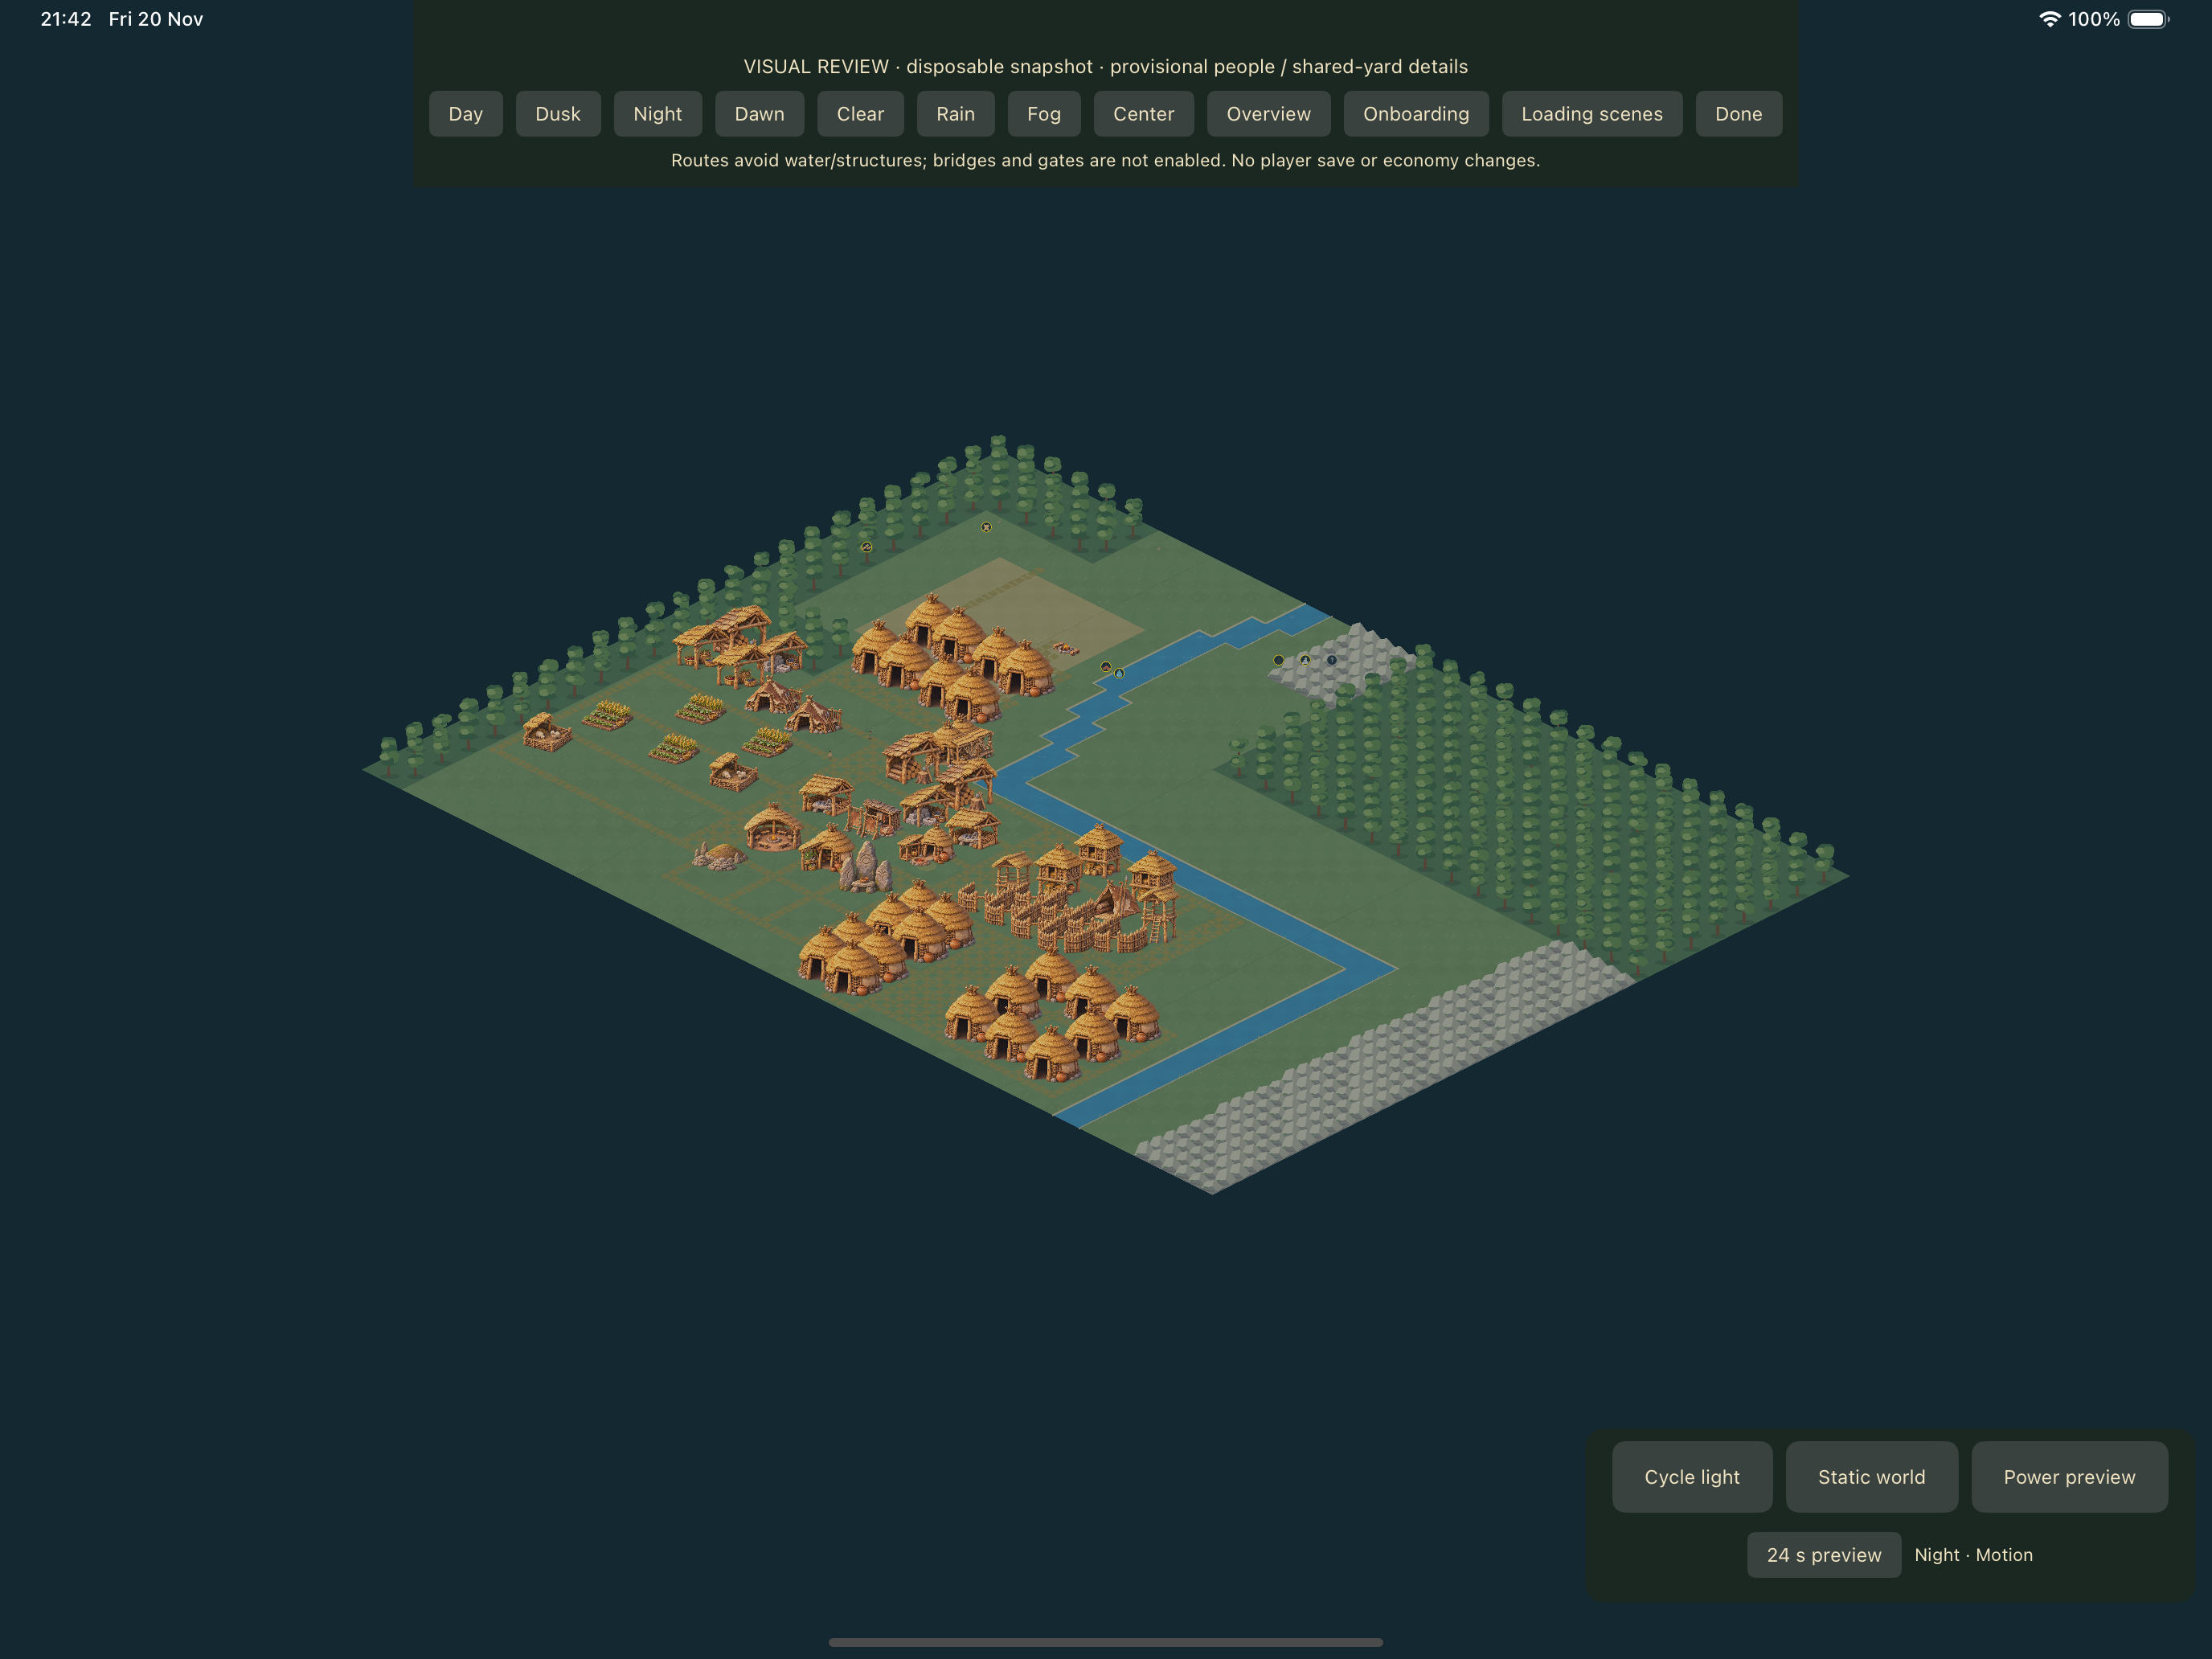 21:42 Fri 20 Nov
100%
VISUAL REVIEW · disposable snapshot · provisional people / shared-yard details
Day Dusk Night Dawn Clear Rain Fog Center Overview Onboarding Loading scenes Done
Routes avoid water/structures; bridges and gates are not enabled. No player save or economy changes.
Cycle light Static world Power preview
24 s preview Night · Motion